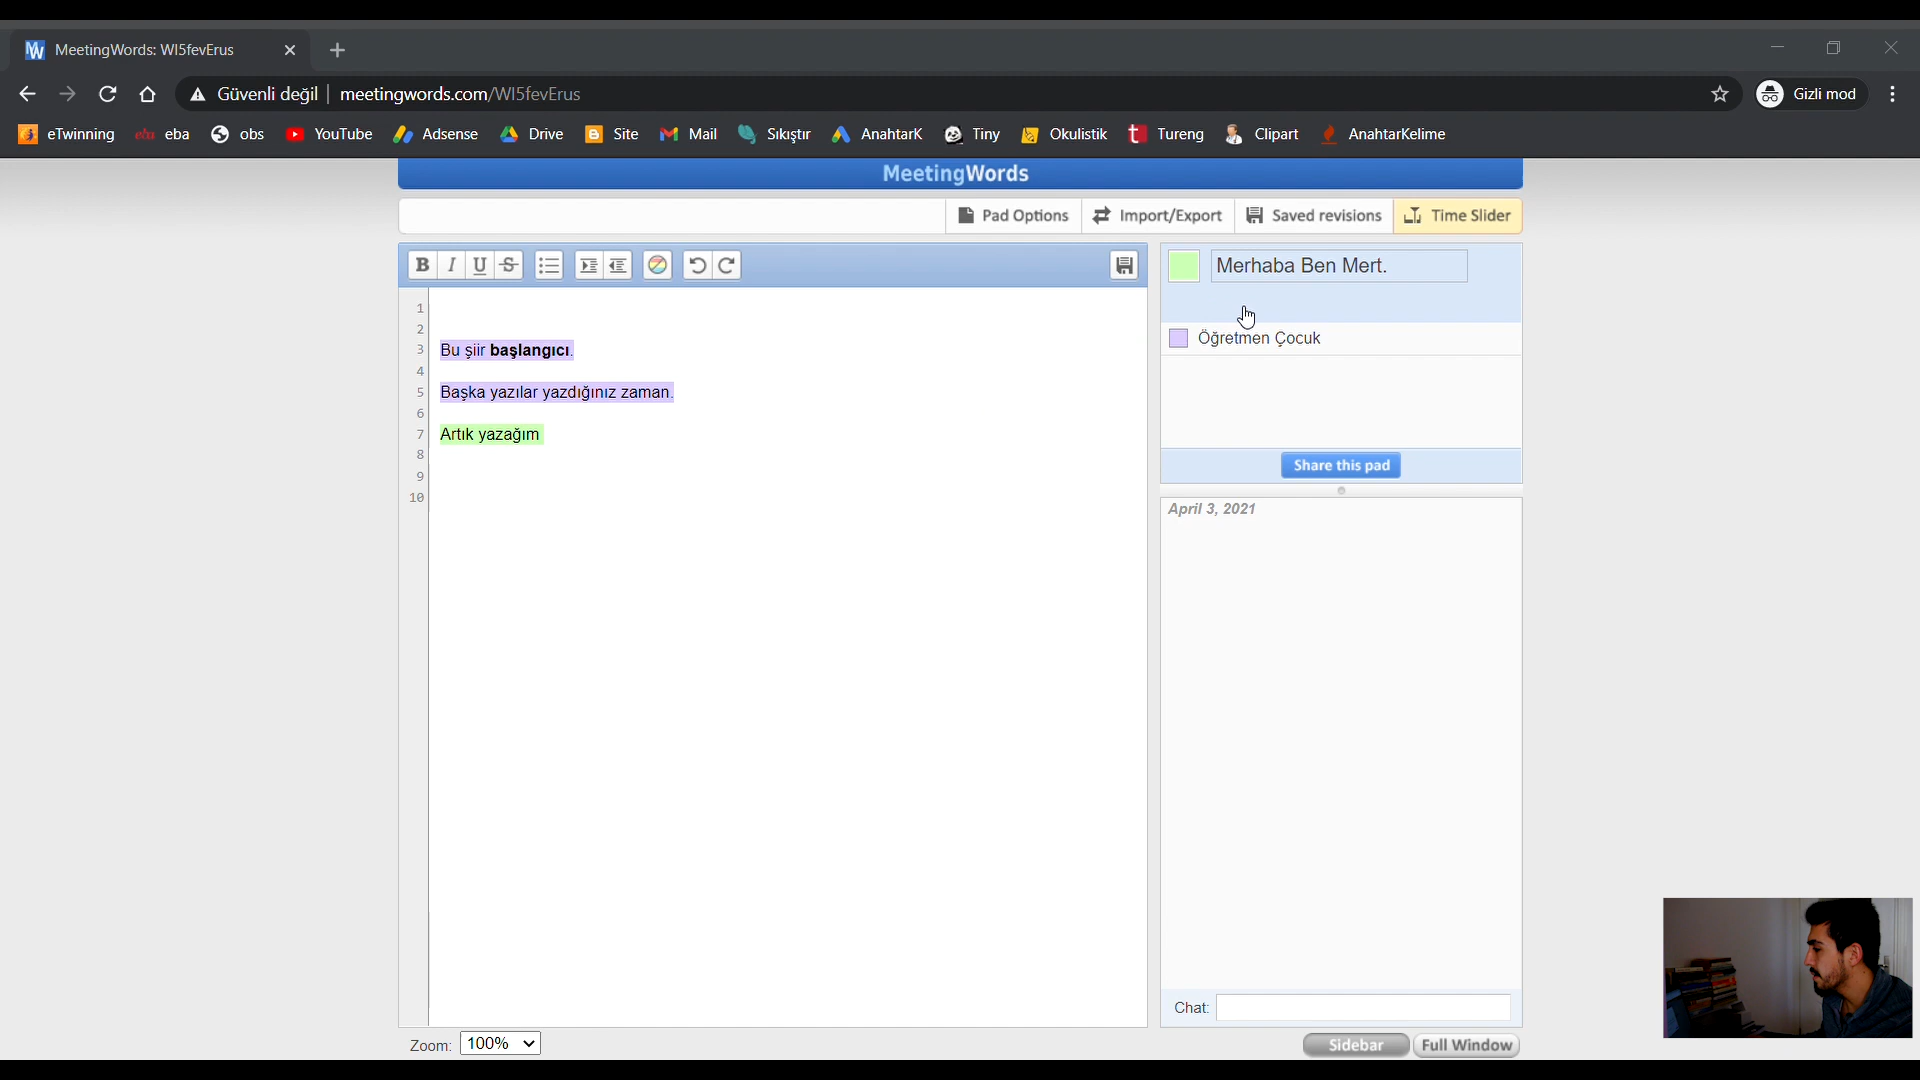 MeetingWords: WI5fevErus
Güvenli değil meetingwords.com/WI5fevErus Gizli mod
eTwinning eba obs YouTube Adsense Drive Site Mail Sıkıştır AnahtarK Tiny Okulistik Tureng Clipart AnahtarKelime
MeetingWords
Pad Options Import/Export Saved revisions Time Slider
B I U S
Merhaba Ben Mert.
Öğretmen Çocuk
Share this pad
1
2
3 Bu şiir başlangıcı.
4
5 Başka yazılar yazdığınız zaman.
6
7 Artık yazağım
8
9
10
April 3, 2021
Chat:
Zoom: 100%
Sidebar Full Window